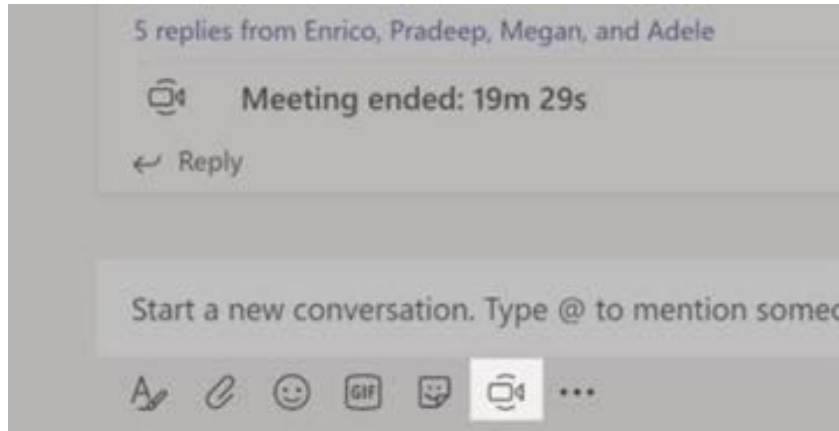 5 replies from Enrico, Pradeep, Megan, and Adele
Meeting ended: 19m 29s
Reply
Start a new conversation. Type @ to mention someo
GIF